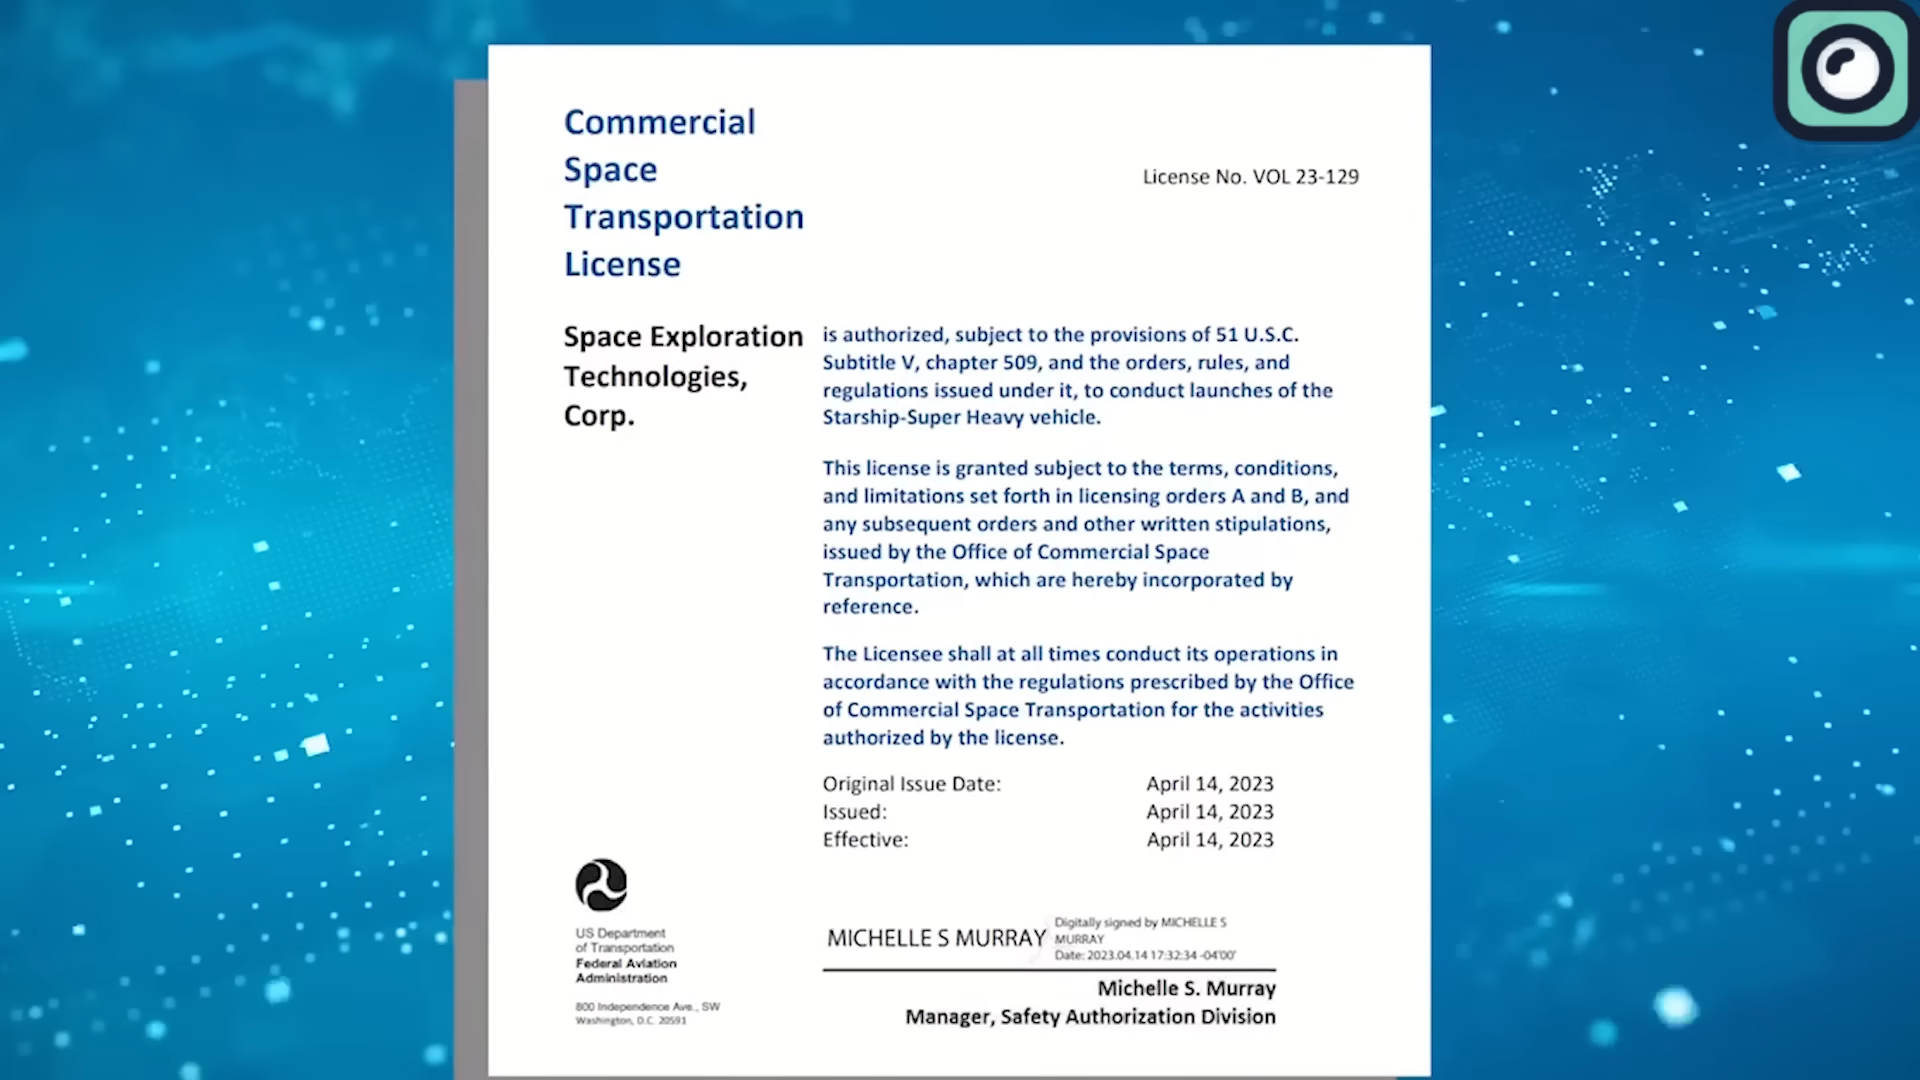 Commercial
Space
Transportation
License
License No. VOL 23-129
Space Exploration
Technologies,
Corp.
is authorized, subject to the provisions of 51 U.S.C.
Subtitle V, chapter 509, and the orders, rules, and
regulations issued under it, to conduct launches of the
Starship-Super Heavy vehicle.
This license is granted subject to the terms, conditions,
and limitations set forth in licensing orders A and B, and
any subsequent orders and other written stipulations,
issued by the Office of Commercial Space
Transportation, which are hereby incorporated by
reference.
The Licensee shall at all times conduct its operations in
accordance with the regulations prescribed by the Office
of Commercial Space Transportation for the activities
authorized by the license.
Original Issue Date: April 14, 2023
Issued: April 14, 2023
Effective: April 14, 2023
US Department
of Transportation
Federal Aviation
Administration
800 Independence Ave., SW
Washington, D.C. 20591
MICHELLE S MURRAY
Digitally signed by MICHELLE S
MURRAY
Date: 2023.04.14 17:32:34 -04'00'
Michelle S. Murray
Manager, Safety Authorization Division